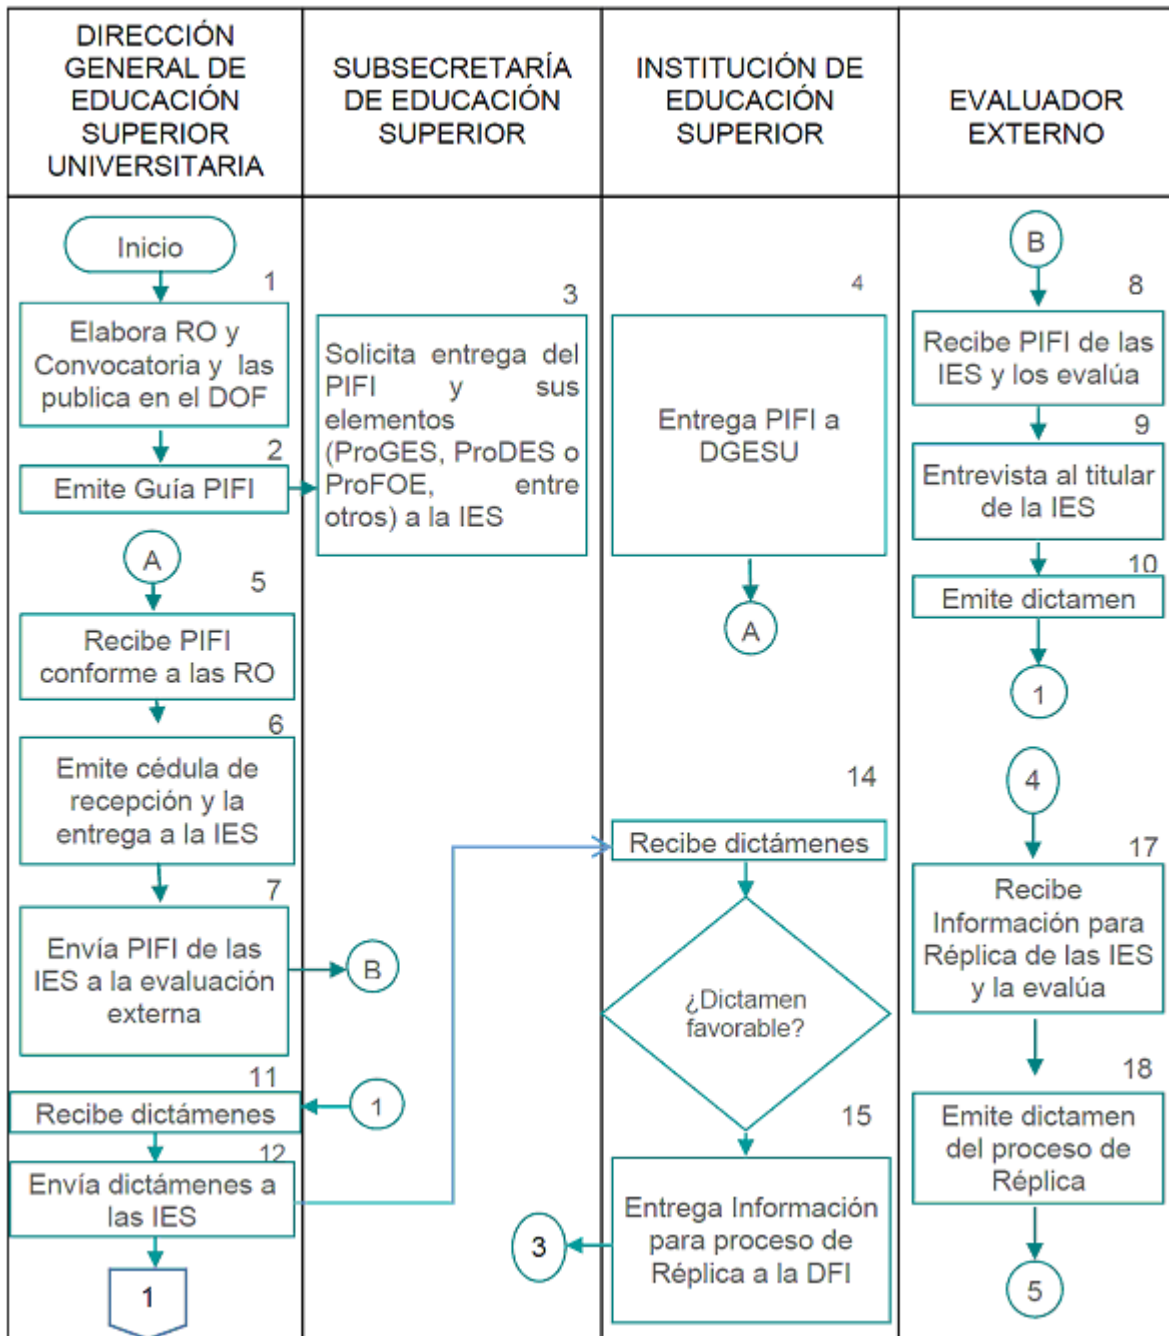 DIRECCIÓN
GENERAL DE
EDUCACIÓN
SUPERIOR
UNIVERSITARIA
SUBSECRETARÍA
DE EDUCACIÓN
SUPERIOR
INSTITUCIÓN DE
EDUCACIÓN
SUPERIOR
EVALUADOR
EXTERNO
Inicio
1
Elabora RO y
Convocatoria y las
publica en el DOF
2
Emite Guía PIFI
A
5
Recibe PIFI
conforme a las RO
6
Emite cédula de
recepción y la
entrega a la IES
7
Envía PIFI de las
IES a la evaluación
externa
11
Recibe dictámenes
12
Envía dictámenes a
las IES
1
3
Solicita entrega del
PIFI y sus
elementos
(ProGES, ProDES o
ProFOE, entre
otros) a la IES
B
1
4
Entrega PIFI a
DGESU
A
14
Recibe dictámenes
¿Dictamen
favorable?
15
Entrega Información
para proceso de
Réplica a la DFI
3
B
8
Recibe PIFI de las
IES y los evalúa
9
Entrevista al titular
de la IES
10
Emite dictamen
1
4
17
Recibe
Información para
Réplica de las IES
y la evalúa
18
Emite dictamen
del proceso de
Réplica
5